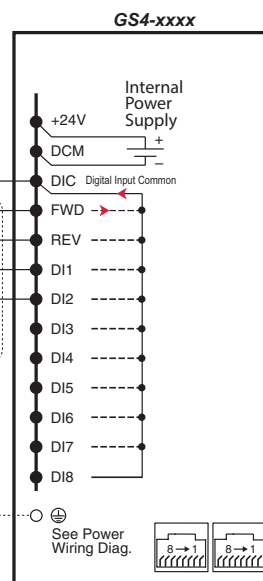 GS4-xxxx
Internal
Power
Supply
+24V
+
DCM
–
DIC Digital Input Common
FWD
REV
DI1
DI2
DI3
DI4
DI5
DI6
DI7
DI8
See Power
Wiring Diag.
8→1 8→1